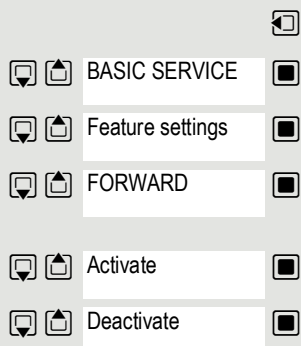 BASIC SERVICE
Feature settings
FORWARD
Activate
Deactivate